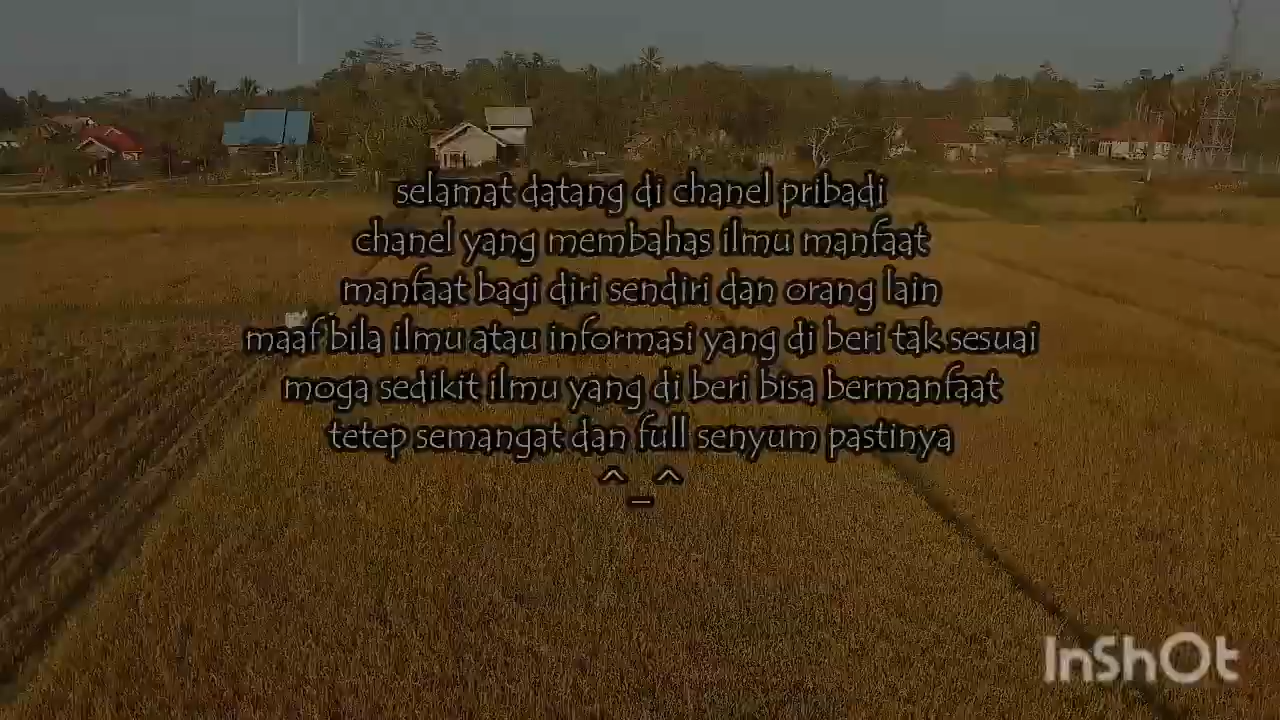 selamat datang di chanel pribadi
chanel yang membahas ilmu manfaat
manfaat bagi diri sendiri dan orang lain
maaf bila ilmu atau informasi yang di beri tak sesuai
moga sedikit ilmu yang di beri bisa bermanfaat
tetep semangat dan full senyum pastinya
^_^
InShOt